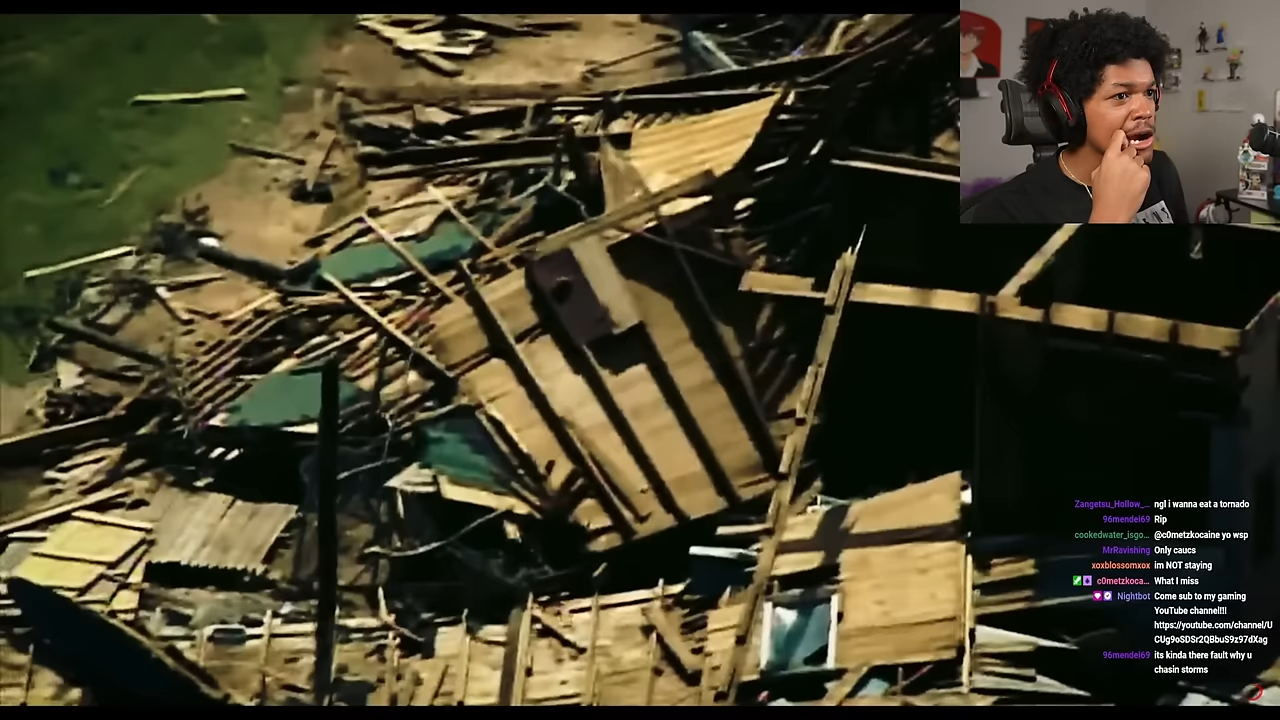 Zangetsu_Hollow_... ngl i wanna eat a tornado
96mendel69 Rip
cookedwater_isgo... @c0metzkocaine yo wsp
MrRavishing Only caucs
xoxblossomxox im NOT staying
c0metzkoca... What I miss
Nightbot Come sub to my gaming
YouTube channel!!!
https://youtube.com/channel/U
CUg9oSDSr2QBbuS9z97dXag
96mendel69 its kinda there fault why u
chasin storms